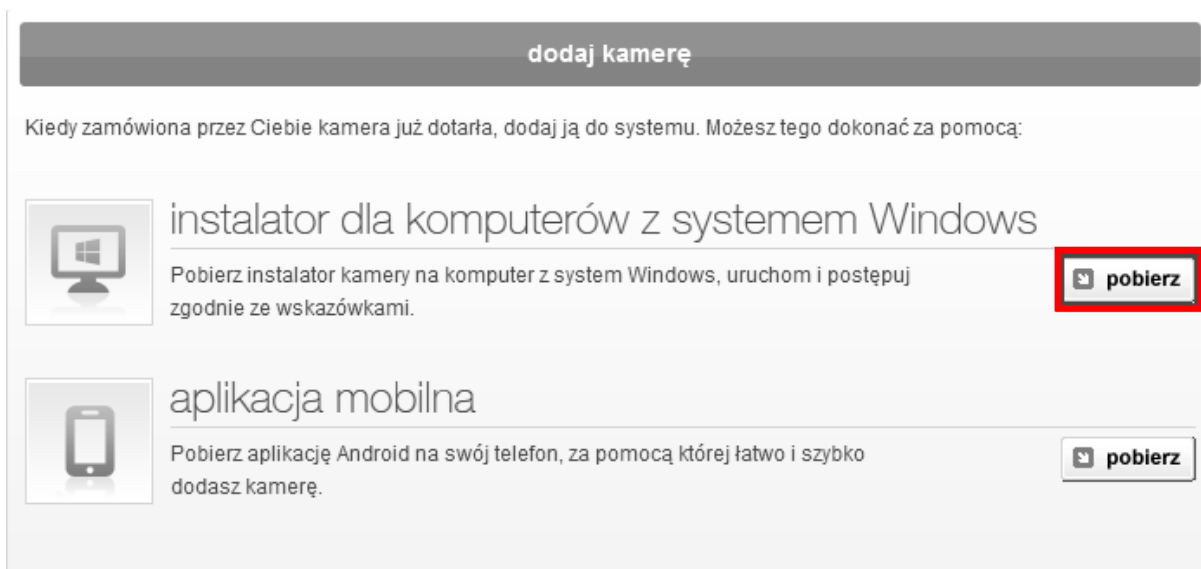 dodaj kamerę
Kiedy zamówiona przez Ciebie kamera już dotarła, dodaj ją do systemu. Możesz tego dokonać za pomocą:
instalator dla komputerów z systemem Windows
Pobierz instalator kamery na komputer z system Windows, uruchom i postępuj
zgodnie ze wskazówkami.
pobierz
aplikacja mobilna
Pobierz aplikację Android na swój telefon, za pomocą której łatwo i szybko
dodasz kamerę.
pobierz